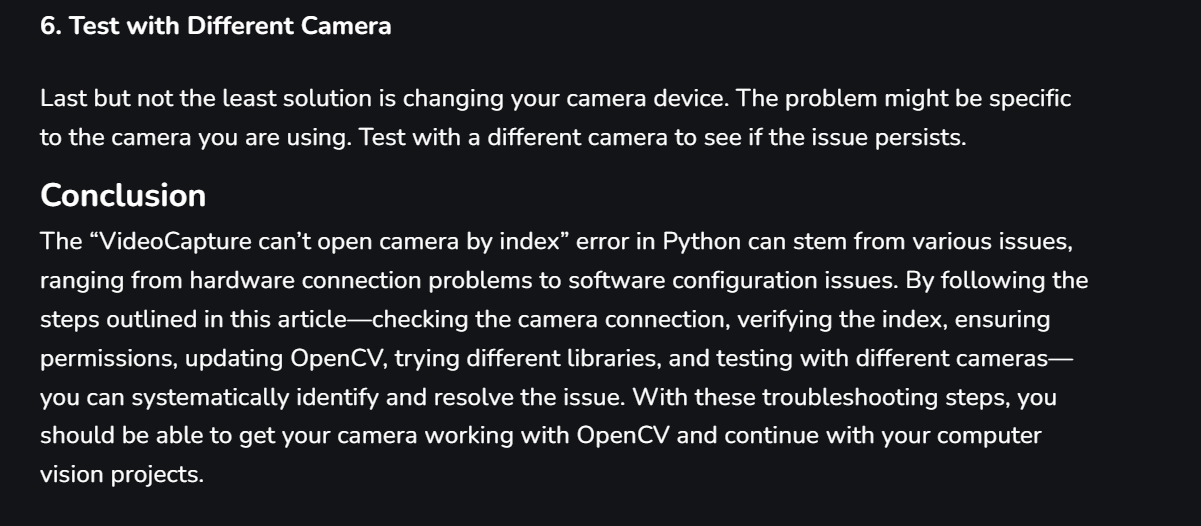 6. Test with Different Camera
Last but not the least solution is changing your camera device. The problem might be specific
to the camera you are using. Test with a different camera to see if the issue persists.
Conclusion
The “VideoCapture can’t open camera by index” error in Python can stem from various issues,
ranging from hardware connection problems to software configuration issues. By following the
steps outlined in this article—checking the camera connection, verifying the index, ensuring
permissions, updating OpenCV, trying different libraries, and testing with different cameras—
you can systematically identify and resolve the issue. With these troubleshooting steps, you
should be able to get your camera working with OpenCV and continue with your computer
vision projects.